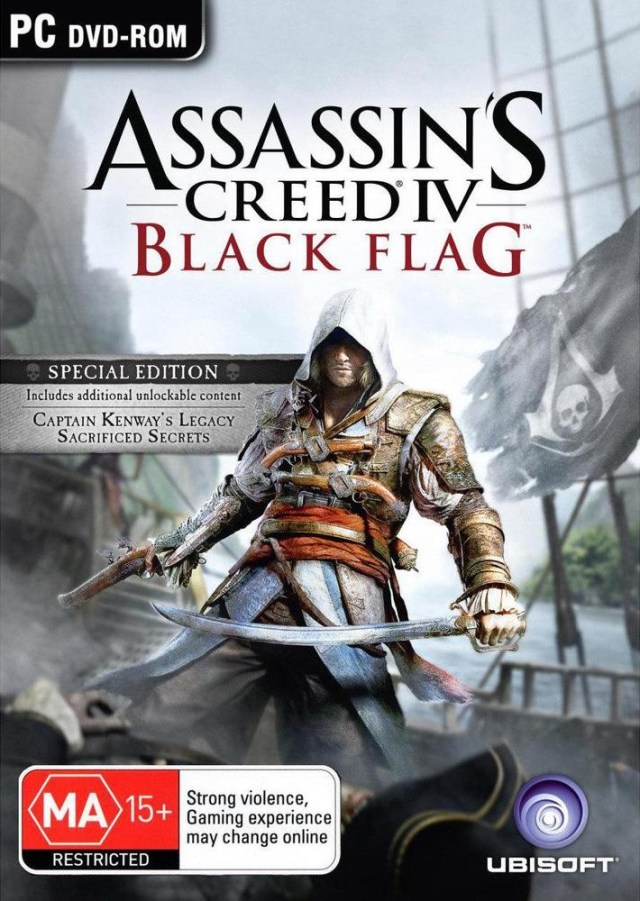 PC DVD-ROM
ASSASSIN'S
CREED® IV
BLACK FLAG™
SPECIAL EDITION
Includes additional unlockable content
CAPTAIN KENWAY'S LEGACY
SACRIFICED SECRETS
MA 15+
RESTRICTED
Strong violence,
Gaming experience
may change online
UBISOFT®